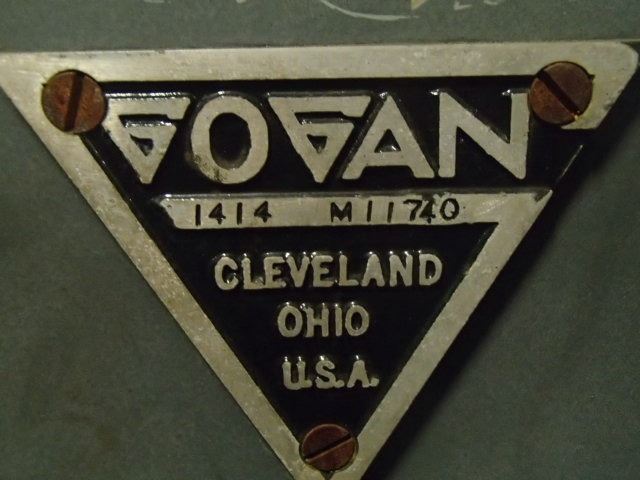 GOGAN
1414 M11740
CLEVELAND
OHIO
U.S.A.